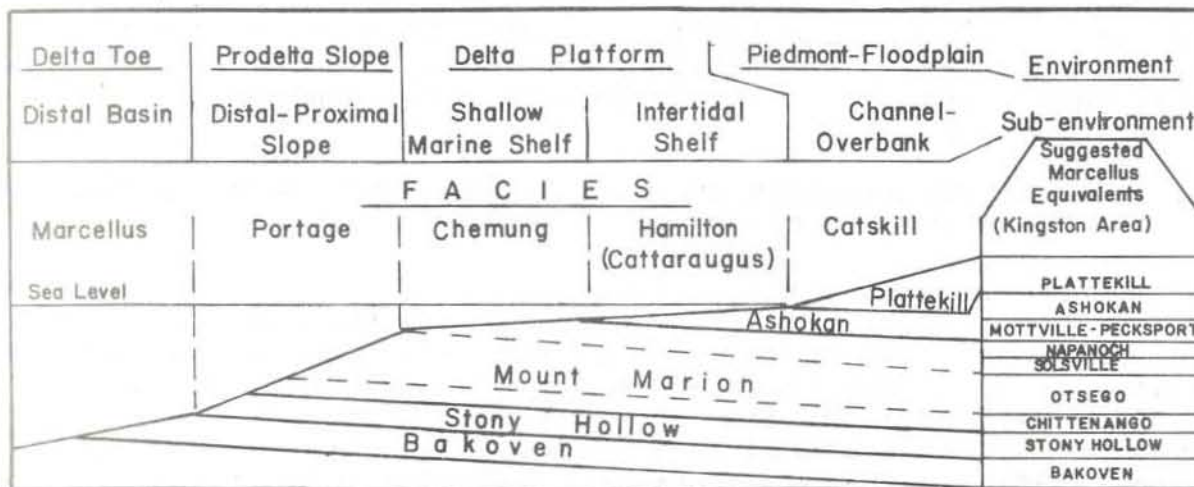 Delta Toe
Prodelta Slope
Delta Platform
Piedmont-Floodplain
Environment
Distal Basin
Distal-Proximal
Slope
Shallow
Marine Shelf
Intertidal
Shelf
Channel-
Overbank
Sub-environment
Suggested
Marcellus
Equivalents
(Kingston Area)
FACIES
Marcellus
Portage
Chemung
Hamilton
(Cattaraugus)
Catskill
Sea Level
Plattekill
Ashokan
Mount Marion
Stony Hollow
Bakoven
PLATTEKILL
ASHOKAN
MOTTVILLE-PECKSPORT
NAPANOCH
SOLSVILLE
OTSEGO
CHITTENANGO
STONY HOLLOW
BAKOVEN